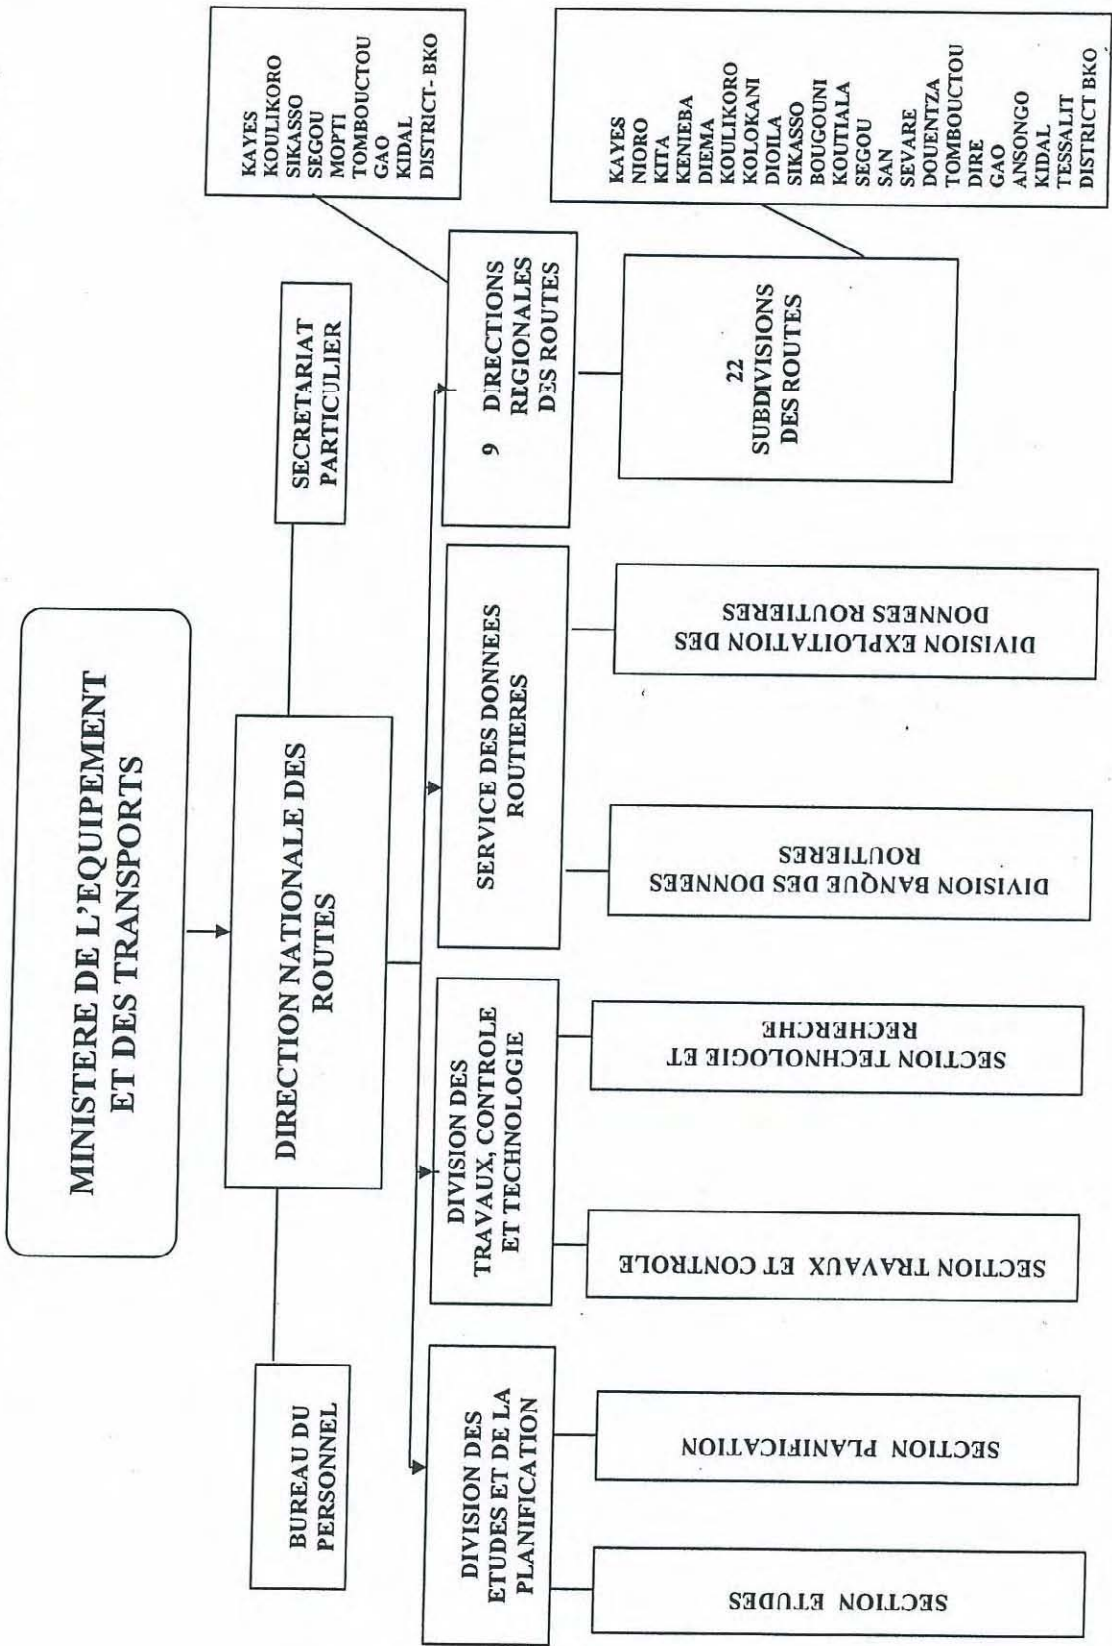 MINISTERE DE L'EQUIPEMENT
ET DES TRANSPORTS
BUREAU DU
PERSONNEL
DIRECTION NATIONALE DES
ROUTES
SECRETARIAT
PARTICULIER
DIVISION DES
ETUDES ET DE LA
PLANIFICATION
DIVISION DES
TRAVAUX, CONTROLE
ET TECHNOLOGIE
SERVICE DES DONNEES
ROUTIERES
9 DIRECTIONS
REGIONALES
DES ROUTES
KAYES
KOULIKORO
SIKASSO
SEGOU
MOPTI
TOMBOUCTOU
GAO
KIDAL
DISTRICT- BKO
SECTION ETUDES
SECTION PLANIFICATION
SECTION TRAVAUX ET CONTROLE
SECTION TECHNOLOGIE ET
RECHERCHE
DIVISION BANQUE DES DONNEES
ROUTIERES
DIVISION EXPLOITATION DES
DONNEES ROUTIERES
22
SUBDIVISIONS
DES ROUTES
KAYES
NIORO
KITA
KENIEBA
DIEMA
KOULIKORO
KOLOKANI
DIOILA
SIKASSO
BOUGOUNI
KOUTIALA
SEGOU
SAN
SEVARE
DOUENTZA
TOMBOUCTOU
DIRE
GAO
ANSONGO
KIDAL
TESSALIT
DISTRICT BKO